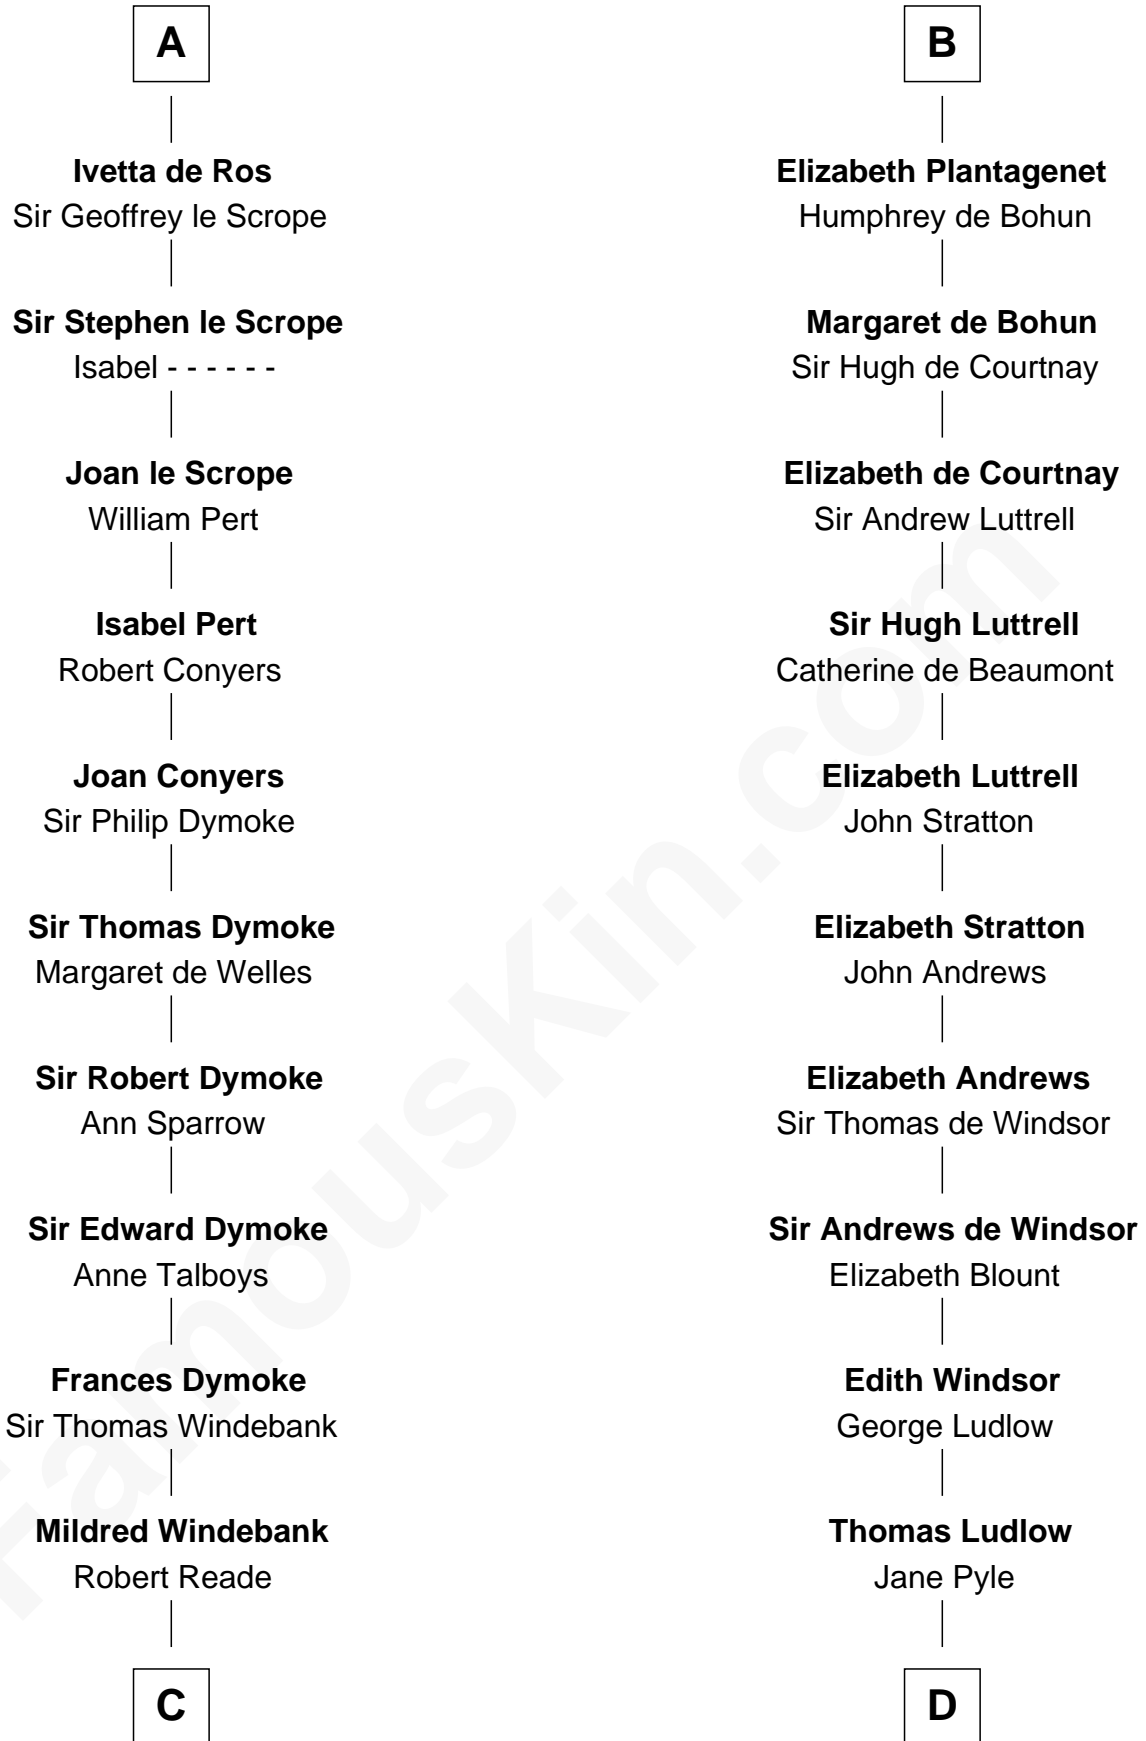 A
Ivetta de Ros
Sir Geoffrey le Scrope
Sir Stephen le Scrope
Isabel - - - - - -
Joan le Scrope
William Pert
Isabel Pert
Robert Conyers
Joan Conyers
Sir Philip Dymoke
Sir Thomas Dymoke
Margaret de Welles
Sir Robert Dymoke
Ann Sparrow
Sir Edward Dymoke
Anne Talboys
Frances Dymoke
Sir Thomas Windebank
Mildred Windebank
Robert Reade
C
B
Elizabeth Plantagenet
Humphrey de Bohun
Margaret de Bohun
Sir Hugh de Courtnay
Elizabeth de Courtnay
Sir Andrew Luttrell
Sir Hugh Luttrell
Catherine de Beaumont
Elizabeth Luttrell
John Stratton
Elizabeth Stratton
John Andrews
Elizabeth Andrews
Sir Thomas de Windsor
Sir Andrews de Windsor
Elizabeth Blount
Edith Windsor
George Ludlow
Thomas Ludlow
Jane Pyle
D
FamousKin.com